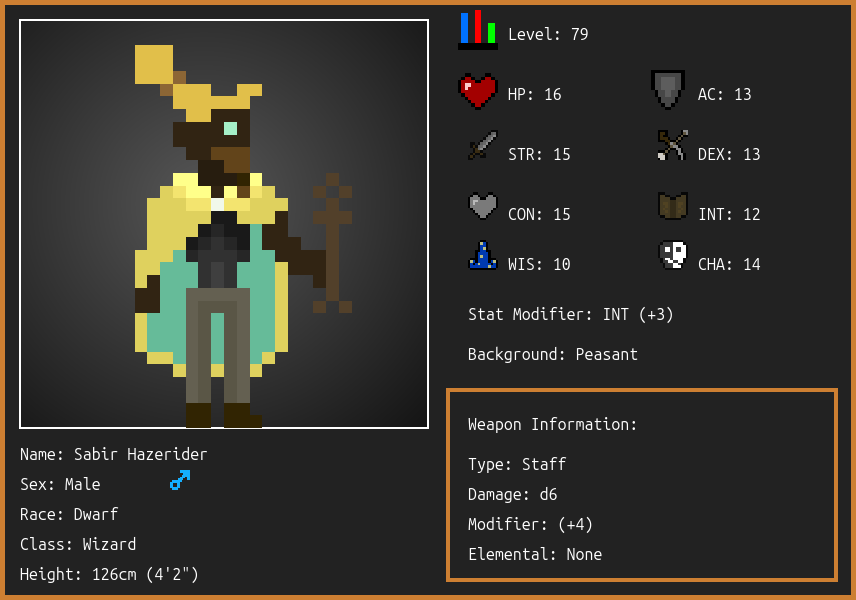 Level: 79
HP: 16
AC: 13
STR: 15
DEX: 13
CON: 15
INT: 12
WIS: 10
CHA: 14
Stat Modifier: INT (+3)
Background: Peasant
Weapon Information:
Type: Staff
Damage: d6
Modifier: (+4)
Elemental: None
Name: Sabir Hazerider
Sex: Male
Race: Dwarf
Class: Wizard
Height: 126cm (4'2")